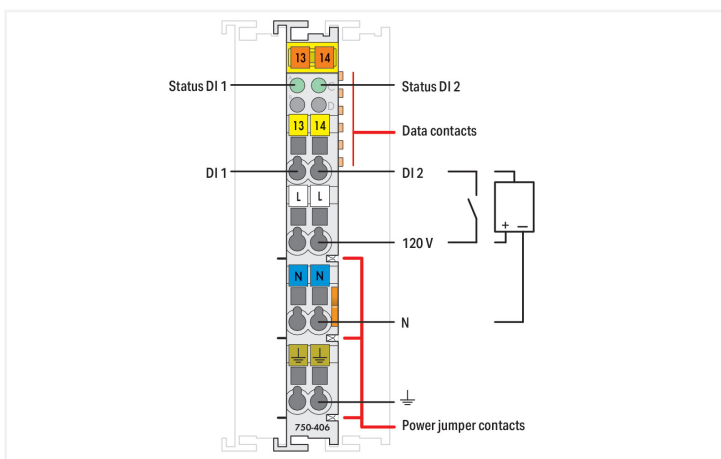 13 14
Status DI 1
C
Status DI 2
D
13 14
Data contacts
DI 1
DI 2
L L
+ –
120 V
N N
N
750-406
Power jumper contacts